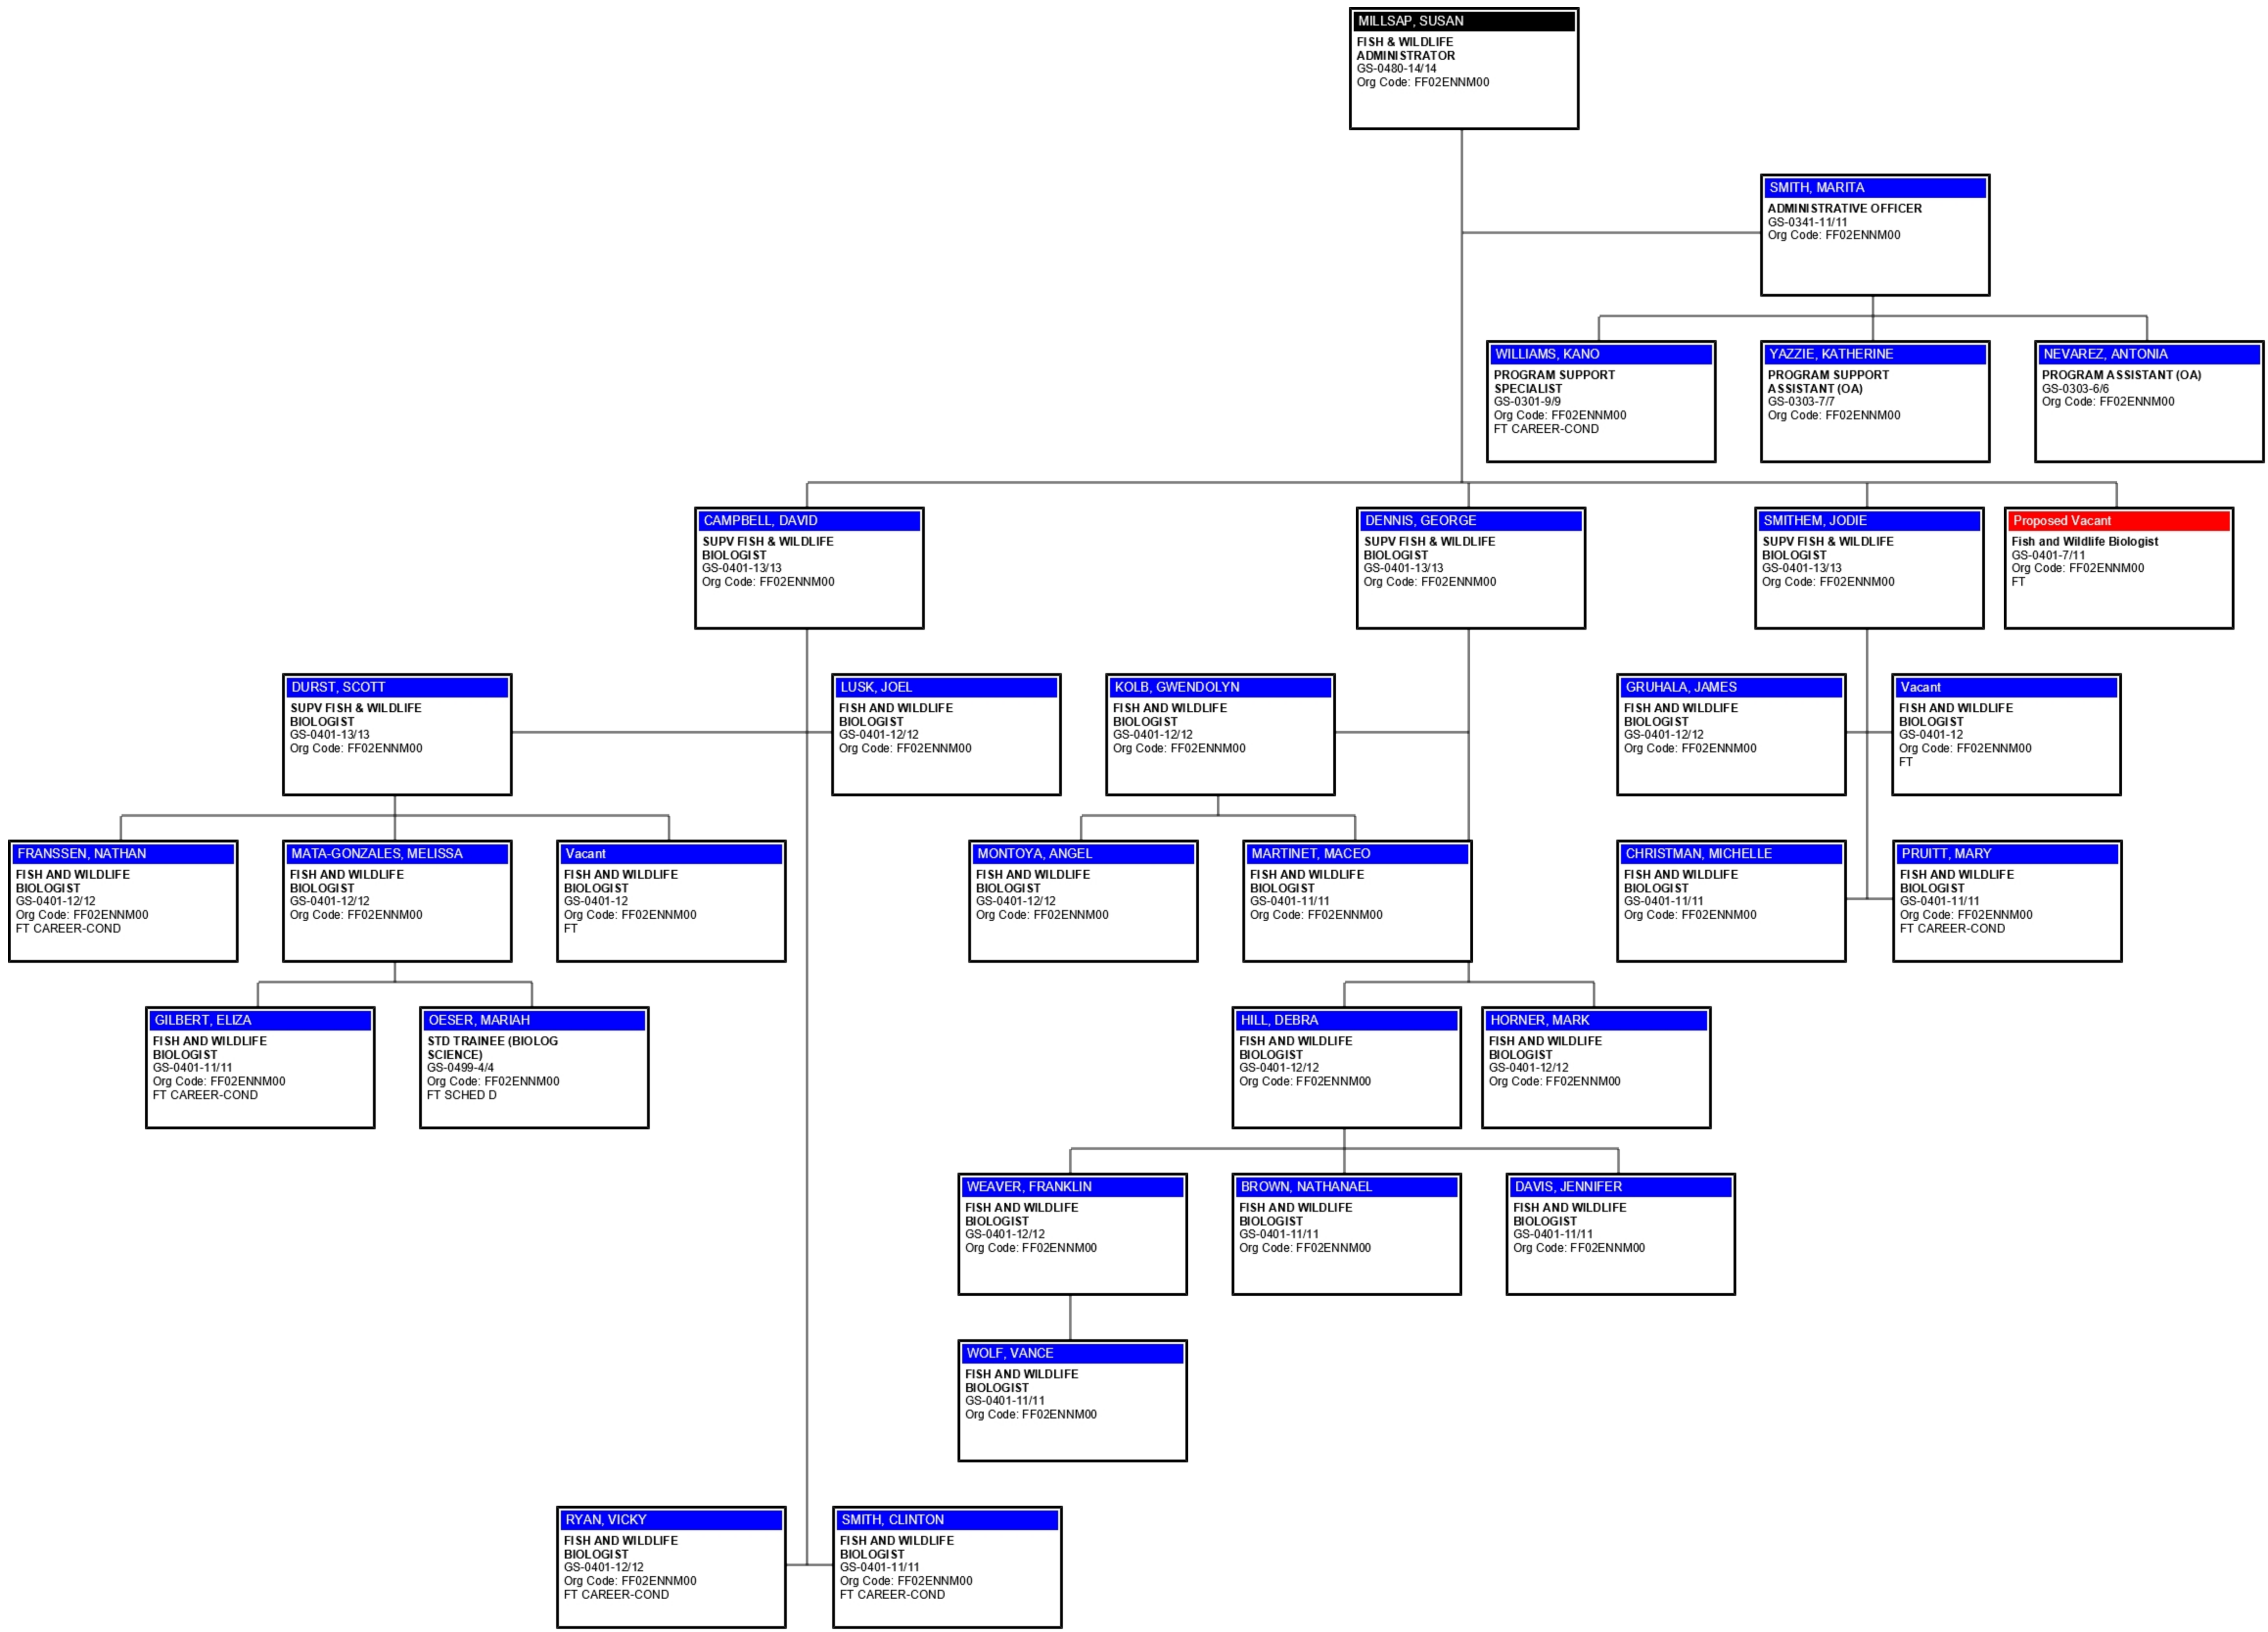 MILLSAP, SUSAN
FISH & WILDLIFE
ADMINISTRATOR
GS-0480-14/14
Org Code: FF02ENNM00
SMITH, MARITA
ADMINISTRATIVE OFFICER
GS-0341-11/11
Org Code: FF02ENNM00
WILLIAMS, KANO
PROGRAM SUPPORT
SPECIALIST
GS-0301-9/9
Org Code: FF02ENNM00
FT CAREER-COND
YAZZIE, KATHERINE
PROGRAM SUPPORT
ASSISTANT (OA)
GS-0303-7/7
Org Code: FF02ENNM00
NEVAREZ, ANTONIA
PROGRAM ASSISTANT (OA)
GS-0303-6/6
Org Code: FF02ENNM00
CAMPBELL, DAVID
SUPV FISH & WILDLIFE
BIOLOGIST
GS-0401-13/13
Org Code: FF02ENNM00
DENNIS, GEORGE
SUPV FISH & WILDLIFE
BIOLOGIST
GS-0401-13/13
Org Code: FF02ENNM00
SMITHEM, JODIE
SUPV FISH & WILDLIFE
BIOLOGIST
GS-0401-13/13
Org Code: FF02ENNM00
Proposed Vacant
Fish and Wildlife Biologist
GS-0401-7/11
Org Code: FF02ENNM00
FT
DURST, SCOTT
SUPV FISH & WILDLIFE
BIOLOGIST
GS-0401-13/13
Org Code: FF02ENNM00
LUSK, JOEL
FISH AND WILDLIFE
BIOLOGIST
GS-0401-12/12
Org Code: FF02ENNM00
KOLB, GWENDOLYN
FISH AND WILDLIFE
BIOLOGIST
GS-0401-12/12
Org Code: FF02ENNM00
GRUHALA, JAMES
FISH AND WILDLIFE
BIOLOGIST
GS-0401-12/12
Org Code: FF02ENNM00
Vacant
FISH AND WILDLIFE
BIOLOGIST
GS-0401-12
Org Code: FF02ENNM00
FT
FRANSSEN, NATHAN
FISH AND WILDLIFE
BIOLOGIST
GS-0401-12/12
Org Code: FF02ENNM00
FT CAREER-COND
MATA-GONZALES, MELISSA
FISH AND WILDLIFE
BIOLOGIST
GS-0401-12/12
Org Code: FF02ENNM00
Vacant
FISH AND WILDLIFE
BIOLOGIST
GS-0401-12
Org Code: FF02ENNM00
FT
MONTOYA, ANGEL
FISH AND WILDLIFE
BIOLOGIST
GS-0401-12/12
Org Code: FF02ENNM00
MARTINET, MACEO
FISH AND WILDLIFE
BIOLOGIST
GS-0401-11/11
Org Code: FF02ENNM00
CHRISTMAN, MICHELLE
FISH AND WILDLIFE
BIOLOGIST
GS-0401-11/11
Org Code: FF02ENNM00
PRUITT, MARY
FISH AND WILDLIFE
BIOLOGIST
GS-0401-11/11
Org Code: FF02ENNM00
FT CAREER-COND
GILBERT, ELIZA
FISH AND WILDLIFE
BIOLOGIST
GS-0401-11/11
Org Code: FF02ENNM00
FT CAREER-COND
OESER, MARIAH
STD TRAINEE (BIOLOG
SCIENCE)
GS-0499-4/4
Org Code: FF02ENNM00
FT SCHED D
HILL, DEBRA
FISH AND WILDLIFE
BIOLOGIST
GS-0401-12/12
Org Code: FF02ENNM00
HORNER, MARK
FISH AND WILDLIFE
BIOLOGIST
GS-0401-12/12
Org Code: FF02ENNM00
WEAVER, FRANKLIN
FISH AND WILDLIFE
BIOLOGIST
GS-0401-12/12
Org Code: FF02ENNM00
BROWN, NATHANAEL
FISH AND WILDLIFE
BIOLOGIST
GS-0401-11/11
Org Code: FF02ENNM00
DAVIS, JENNIFER
FISH AND WILDLIFE
BIOLOGIST
GS-0401-11/11
Org Code: FF02ENNM00
WOLF, VANCE
FISH AND WILDLIFE
BIOLOGIST
GS-0401-11/11
Org Code: FF02ENNM00
RYAN, VICKY
FISH AND WILDLIFE
BIOLOGIST
GS-0401-12/12
Org Code: FF02ENNM00
FT CAREER-COND
SMITH, CLINTON
FISH AND WILDLIFE
BIOLOGIST
GS-0401-11/11
Org Code: FF02ENNM00
FT CAREER-COND